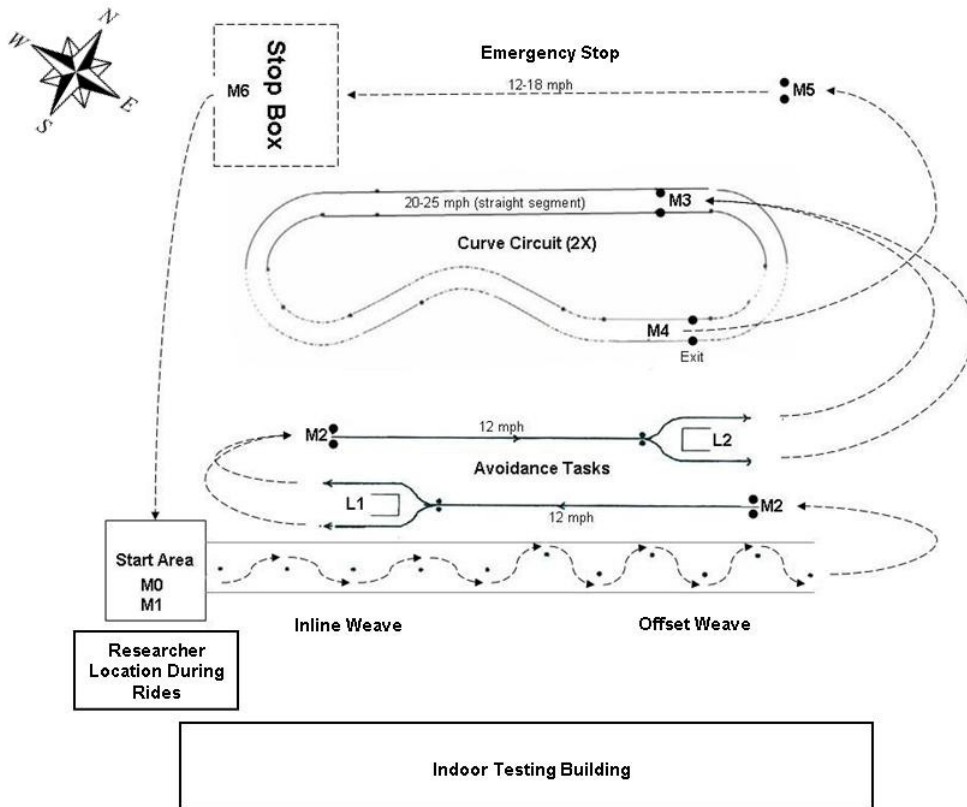 N
W
E
S
Stop Box
M6
Emergency Stop
12-18 mph
M5
20-25 mph (straight segment)
M3
Curve Circuit (2X)
M4
Exit
M2
12 mph
L2
Avoidance Tasks
L1
12 mph
M2
Start Area
M0
M1
Inline Weave
Offset Weave
Researcher
Location During
Rides
Indoor Testing Building